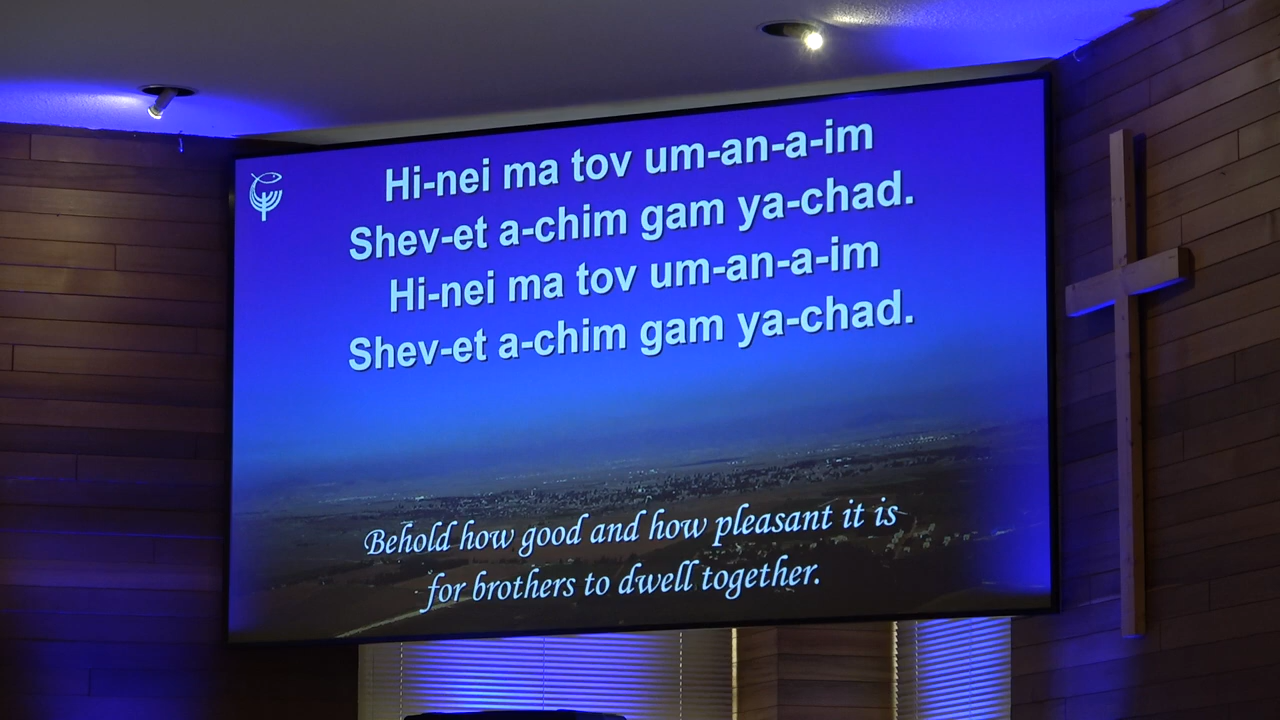 Hi-nei ma tov um-an-a-im
Shev-et a-chim gam ya-chad.
Hi-nei ma tov um-an-a-im
Shev-et a-chim gam ya-chad.
Behold how good and how pleasant it is
for brothers to dwell together.